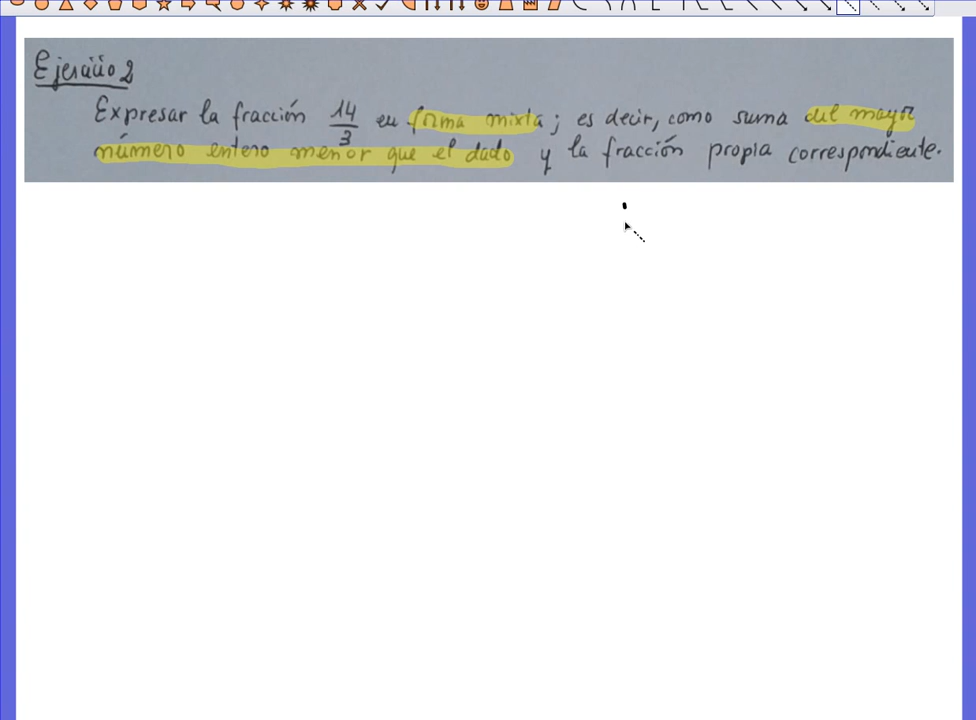 Ejercicio 2
Expresar la fracción 14/3 en forma mixta; es decir, como suma del mayor
número entero menor que el dado y la fracción propia correspondiente.